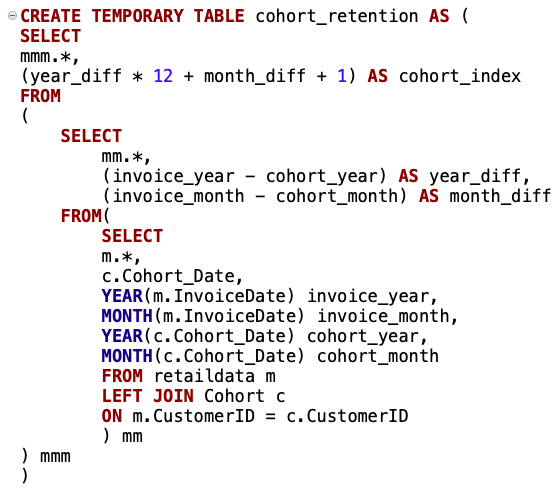 CREATE TEMPORARY TABLE cohort_retention AS (
SELECT
mmm.*,
(year_diff * 12 + month_diff + 1) AS cohort_index
FROM
(
SELECT
mm.*,
(invoice_year - cohort_year) AS year_diff,
(invoice_month - cohort_month) AS month_diff
FROM(
SELECT
m.*,
c.Cohort_Date,
YEAR(m.InvoiceDate) invoice_year,
MONTH(m.InvoiceDate) invoice_month,
YEAR(c.Cohort_Date) cohort_year,
MONTH(c.Cohort_Date) cohort_month
FROM retaildata m
LEFT JOIN Cohort c
ON m.CustomerID = c.CustomerID
) mm
) mmm
)